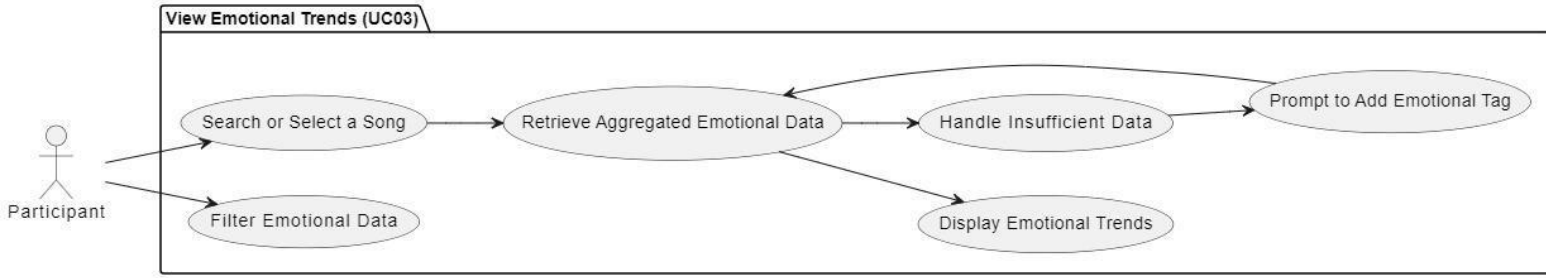 View Emotional Trends (UC03)
Prompt to Add Emotional Tag
Search or Select a Song
Retrieve Aggregated Emotional Data
Handle Insufficient Data
Participant
Filter Emotional Data
Display Emotional Trends